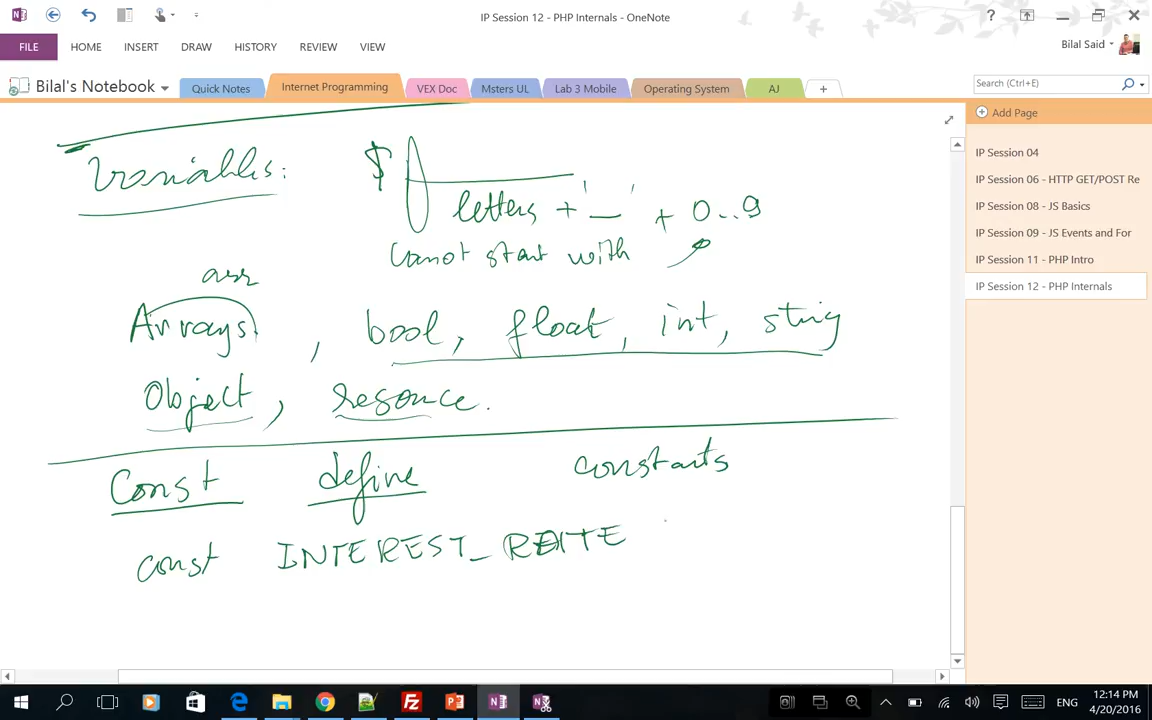 IP Session 12 - PHP Internals - OneNote
?
FILE HOME INSERT DRAW HISTORY REVIEW VIEW
Bilal Said
Bilal's Notebook Quick Notes Internet Programming VEX Doc Msters UL Lab 3 Mobile Operating System AJ
Search (Ctrl+E)
Add Page
IP Session 04
IP Session 06 - HTTP GET/POST Re
IP Session 08 - JS Basics
IP Session 09 - JS Events and For
IP Session 11 - PHP Intro
IP Session 12 - PHP Internals
Variables: $
letters + '_' + 0..9
cannot start with
arr
Arrays, bool, float, int, string
Object, resource.
Const define constants
const INTEREST_RATE
ENG
12:14 PM
4/20/2016